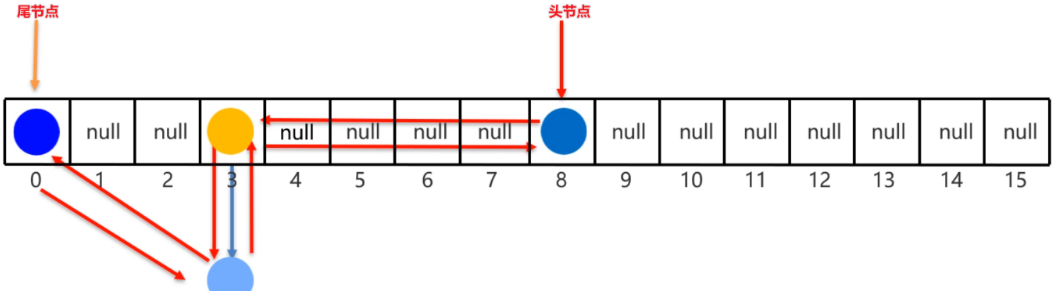 尾节点 头节点
null null null null null null null null null null null null null
0 1 2 3 4 5 6 7 8 9 10 11 12 13 14 15